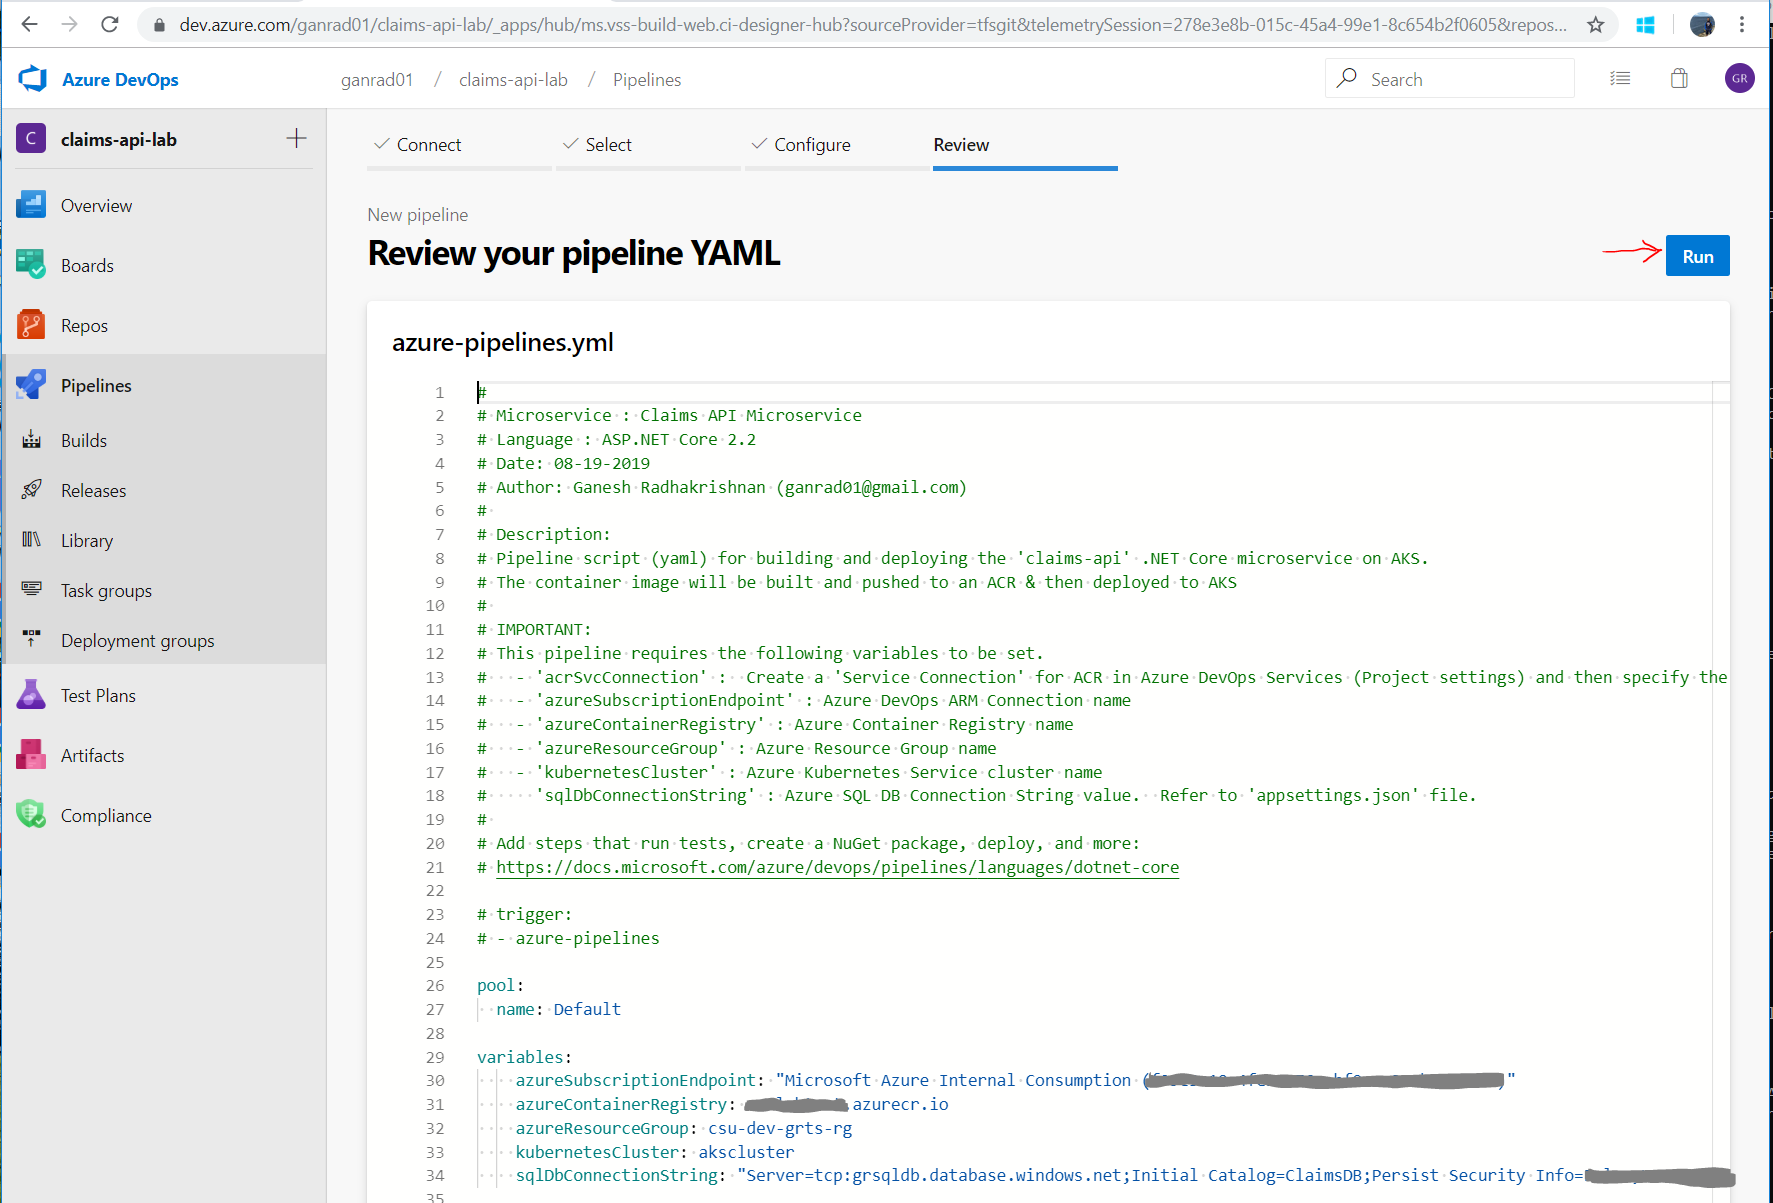 dev.azure.com/ganrad01/claims-api-lab/_apps/hub/ms.vss-build-web.ci-designer-hub?sourceProvider=tfsgit&telemetrySession=278e3e8b-015c-45a4-99e1-8c654b2f0605&repos...
Azure DevOps
ganrad01 / claims-api-lab / Pipelines
Search
GR
C claims-api-lab
Overview
Boards
Repos
Pipelines
Builds
Releases
Library
Task groups
Deployment groups
Test Plans
Artifacts
Compliance
Connect
Select
Configure
Review
New pipeline
Review your pipeline YAML
Run
azure-pipelines.yml
1 #
2 # Microservice : Claims API Microservice
3 # Language : ASP.NET Core 2.2
4 # Date: 08-19-2019
5 # Author: Ganesh Radhakrishnan (ganrad01@gmail.com)
6 #
7 # Description:
8 # Pipeline script (yaml) for building and deploying the 'claims-api' .NET Core microservice on AKS.
9 # The container image will be built and pushed to an ACR & then deployed to AKS
10 #
11 # IMPORTANT:
12 # This pipeline requires the following variables to be set.
13 # - 'acrSvcConnection' : Create a 'Service Connection' for ACR in Azure DevOps Services (Project settings) and then specify the
14 # - 'azureSubscriptionEndpoint' : Azure DevOps ARM Connection name
15 # - 'azureContainerRegistry' : Azure Container Registry name
16 # - 'azureResourceGroup' : Azure Resource Group name
17 # - 'kubernetesCluster' : Azure Kubernetes Service cluster name
18 # 'sqlDbConnectionString' : Azure SQL DB Connection String value. Refer to 'appsettings.json' file.
19 #
20 # Add steps that run tests, create a NuGet package, deploy, and more:
21 # https://docs.microsoft.com/azure/devops/pipelines/languages/dotnet-core
22
23 # trigger:
24 # - azure-pipelines
25
26 pool:
27 name: Default
28
29 variables:
30 azureSubscriptionEndpoint: "Microsoft Azure Internal Consumption ( )"
31 azureContainerRegistry: .azurecr.io
32 azureResourceGroup: csu-dev-grts-rg
33 kubernetesCluster: akscluster
34 sqlDbConnectionString: "Server=tcp:grsqldb.database.windows.net;Initial Catalog=ClaimsDB;Persist Security Info=
35